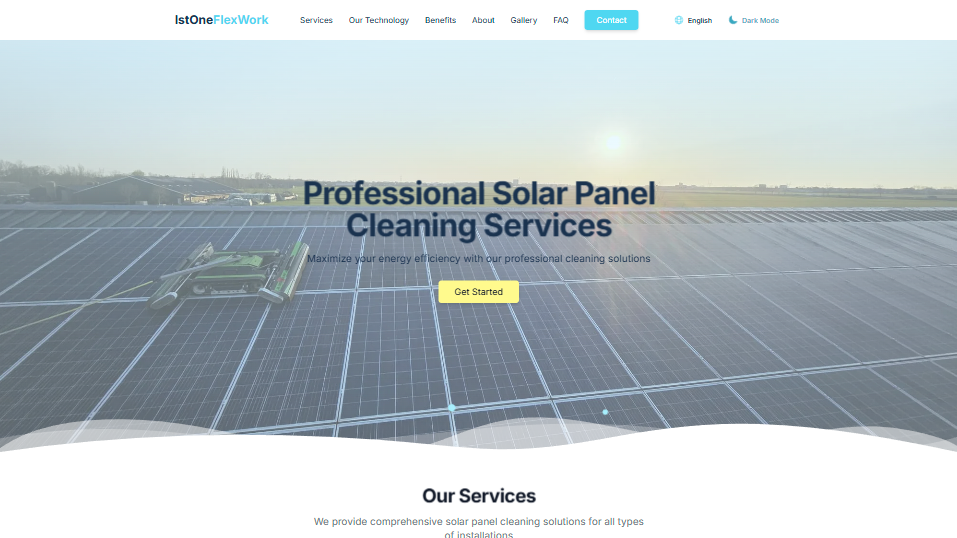 IstOneFlexWork
Services
Our Technology
Benefits
About
Gallery
FAQ
Contact
English
Dark Mode
Professional Solar Panel
Cleaning Services
Maximize your energy efficiency with our professional cleaning solutions
Get Started
Our Services
We provide comprehensive solar panel cleaning solutions for all types
of installations